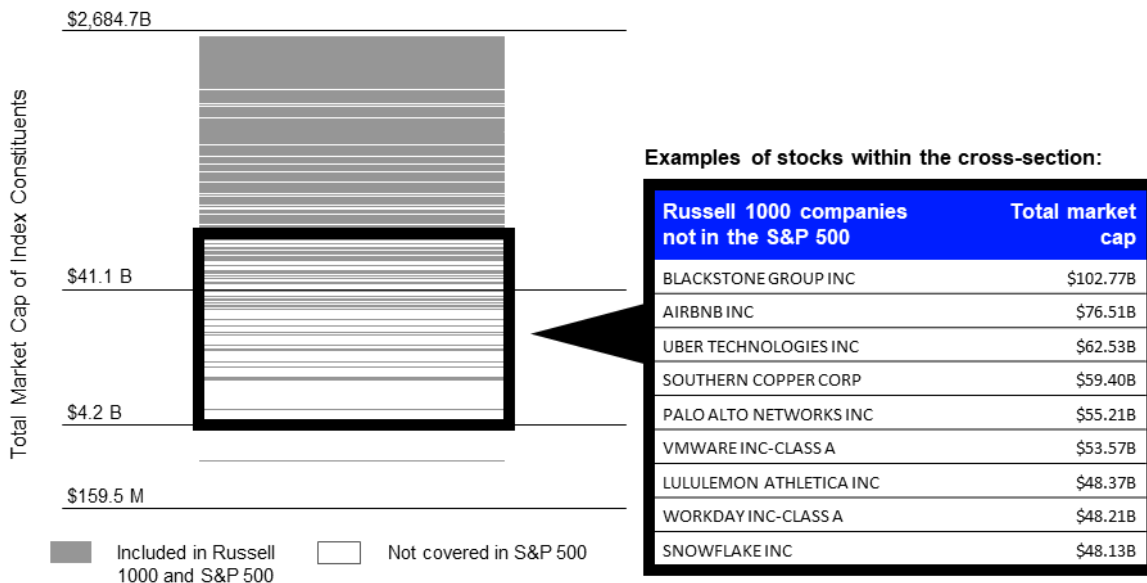 $2,684.7B
Total Market Cap of Index Constituents
$41.1 B
$4.2 B
$159.5 M
Included in Russell
1000 and S&P 500
Not covered in S&P 500
Examples of stocks within the cross-section:
Russell 1000 companies
not in the S&P 500
Total market
cap
BLACKSTONE GROUP INC $102.77B
AIRBNB INC $76.51B
UBER TECHNOLOGIES INC $62.53B
SOUTHERN COPPER CORP $59.40B
PALO ALTO NETWORKS INC $55.21B
VMWARE INC-CLASS A $53.57B
LULULEMON ATHLETICA INC $48.37B
WORKDAY INC-CLASS A $48.21B
SNOWFLAKE INC $48.13B